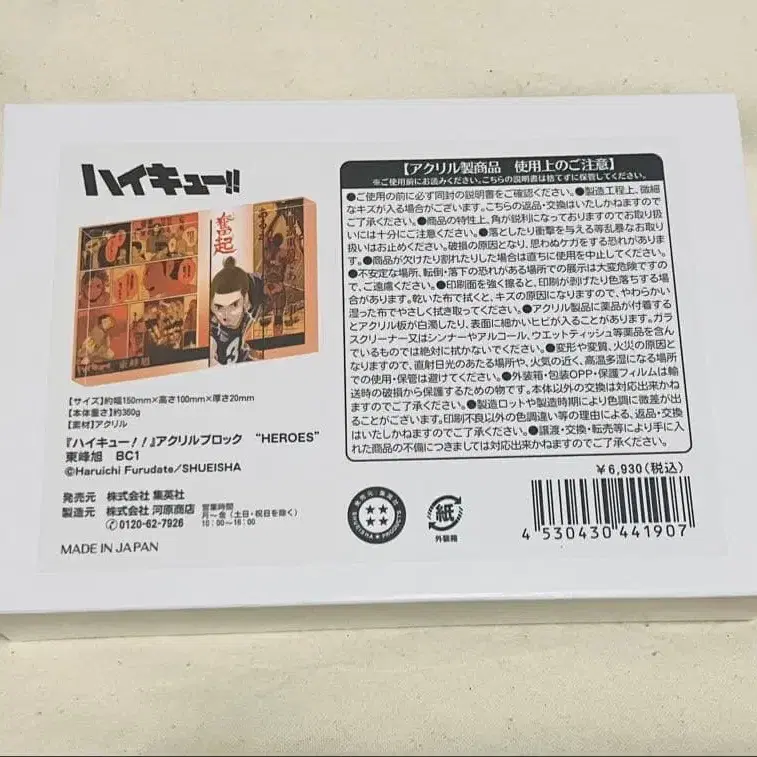 ハイキュー!!
奮起
東峰旭
【サイズ】約幅150mm×高さ100mm×厚さ20mm
【本体重さ】約360g
【素材】アクリル
『ハイキュー！！』アクリルブロック “HEROES”
東峰旭 BC1
©Haruichi Furudate/SHUEISHA
発売元 株式会社 集英社
製造元 株式会社 河原商店
0120-62-7926
営業時間
月～金(土日・祝日を除く)
10:00～16:00
MADE IN JAPAN
【アクリル製商品 使用上のご注意】
※ご使用前に必ずお読みください。こちらの説明書は捨てずに保管してください。
●ご使用の前に必ず同封の説明書をご確認ください。●製造工程上、微細
なキズが入る場合がございます。こちらの返品・交換はいたしかねますので
ご了承ください。●商品の特性上、角が鋭利になっておりますのでお取り扱
いには十分にご注意ください。●落としたり衝撃を与える等乱暴なお取り
扱いはお止めください。破損の原因となり、思わぬケガをする恐れがありま
す。●商品が欠けたり割れたりした場合は直ちに使用を中止してください。
●不安定な場所、転倒・落下の恐れがある場所での展示は大変危険ですの
で、ご遠慮ください。●印刷面を強く擦ると、印刷が剥げたり色落ちする場
合があります。乾いた布で拭くと、キズの原因になりますので、やわらかい
湿った布でやさしく拭き取ってください。●アクリル製品に薬品が付着する
とアクリル板が白濁したり、表面に細かいヒビが入ることがあります。ガラ
スクリーナー又はシンナーやアルコール、ウエットティッシュ等薬品を含ん
でいるものでは絶対に拭かないでください。●変形や変質、火災の原因と
なりますので、直射日光のあたる場所や、火気の近く、高温多湿になる場所
での使用・保管は避けてください。●外装箱・包装OPP・保護フィルムは輸
送時の破損から保護するための物です。本体以外の交換は対応出来かね
ますのでご了承ください。●製造ロットや製造時期により色調に微差が出
ることがございます。印刷不良以外の色調違い等の理由による、返品・交換
はいたしかねますのでご了承ください。●譲渡・交換・転売等により手に入
れた商品の不備につきましては対応出来かねますのでご了承ください。
￥6,930(税込)
発売元:集英社
SHUEISHA★PRODUCT
紙
外装箱
4 530430 441907